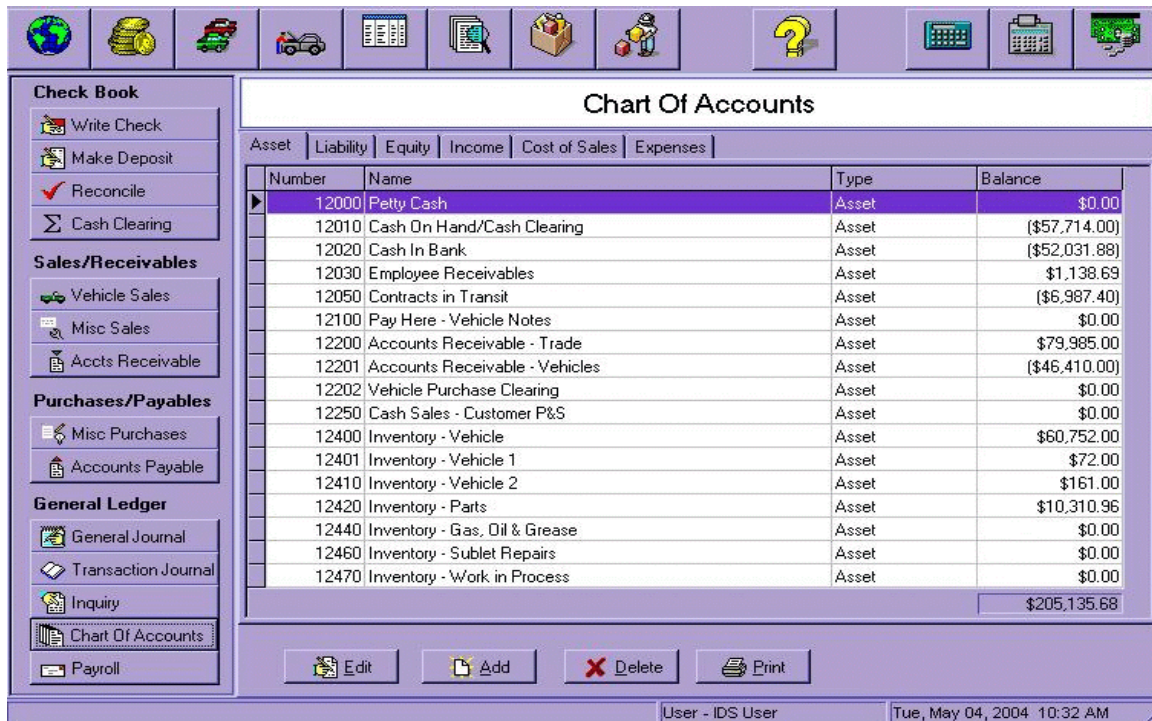 Check Book
Write Check
Make Deposit
Reconcile
Cash Clearing
Sales/Receivables
Vehicle Sales
Misc Sales
Accts Receivable
Purchases/Payables
Misc Purchases
Accounts Payable
General Ledger
General Journal
Transaction Journal
Inquiry
Chart Of Accounts
Payroll
Chart Of Accounts
Asset Liability Equity Income Cost of Sales Expenses
Number Name Type Balance
12000 Petty Cash Asset $0.00
12010 Cash On Hand/Cash Clearing Asset ($57,714.00)
12020 Cash In Bank Asset ($52,031.88)
12030 Employee Receivables Asset $1,138.69
12050 Contracts in Transit Asset ($6,987.40)
12100 Pay Here - Vehicle Notes Asset $0.00
12200 Accounts Receivable - Trade Asset $79,985.00
12201 Accounts Receivable - Vehicles Asset ($46,410.00)
12202 Vehicle Purchase Clearing Asset $0.00
12250 Cash Sales - Customer P&S Asset $0.00
12400 Inventory - Vehicle Asset $60,752.00
12401 Inventory - Vehicle 1 Asset $72.00
12410 Inventory - Vehicle 2 Asset $161.00
12420 Inventory - Parts Asset $10,310.96
12440 Inventory - Gas, Oil & Grease Asset $0.00
12460 Inventory - Sublet Repairs Asset $0.00
12470 Inventory - Work in Process Asset $0.00
$205,135.68
Edit Add Delete Print
User - IDS User Tue, May 04, 2004 10:32 AM